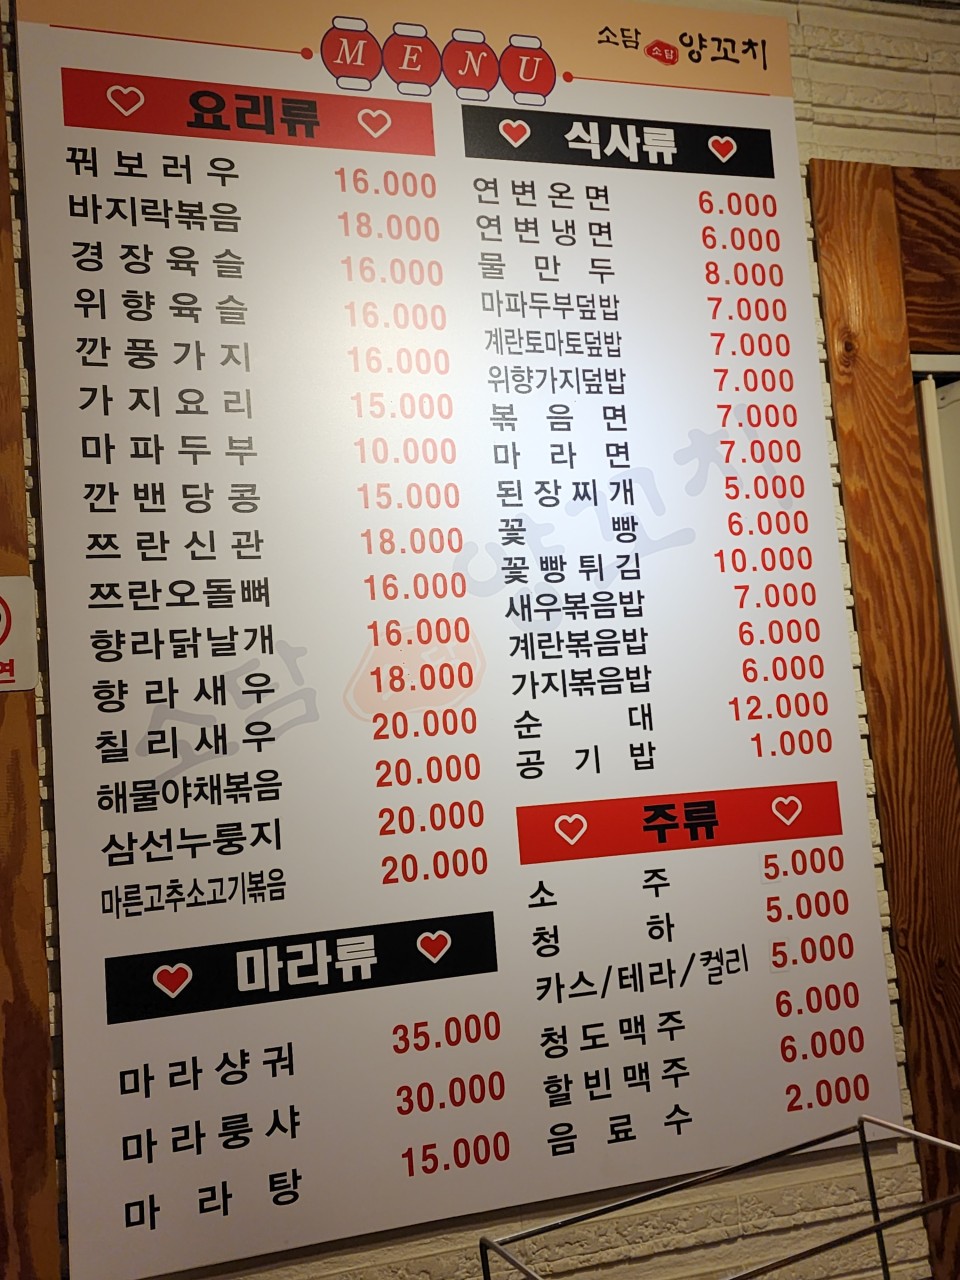 MENU
소담 소담 양꼬치
요리류
꿔보러우 16.000
바지락볶음 18.000
경장육슬 16.000
위향육슬 16.000
깐풍가지 16.000
가지요리 15.000
마파두부 10.000
깐밴당콩 15.000
쯔란신관 18.000
쯔란오돌뼈 16.000
향라닭날개 16.000
향라새우 18.000
칠리새우 20.000
해물야채볶음 20.000
삼선누룽지 20.000
마른고추소고기볶음 20.000
마라류
마라샹궈 35.000
마라룽샤 30.000
마라탕 15.000
식사류
연변온면 6.000
연변냉면 6.000
물만두 8.000
마파두부덮밥 7.000
계란토마토덮밥 7.000
위향가지덮밥 7.000
볶음면 7.000
마라면 7.000
된장찌개 5.000
꽃빵 6.000
꽃빵튀김 10.000
새우볶음밥 7.000
계란볶음밥 6.000
가지볶음밥 6.000
순대 12.000
공기밥 1.000
주류
소주 5.000
청하 5.000
카스/테라/켈리 5.000
청도맥주 6.000
할빈맥주 6.000
음료수 2.000
소담 양꼬치
연